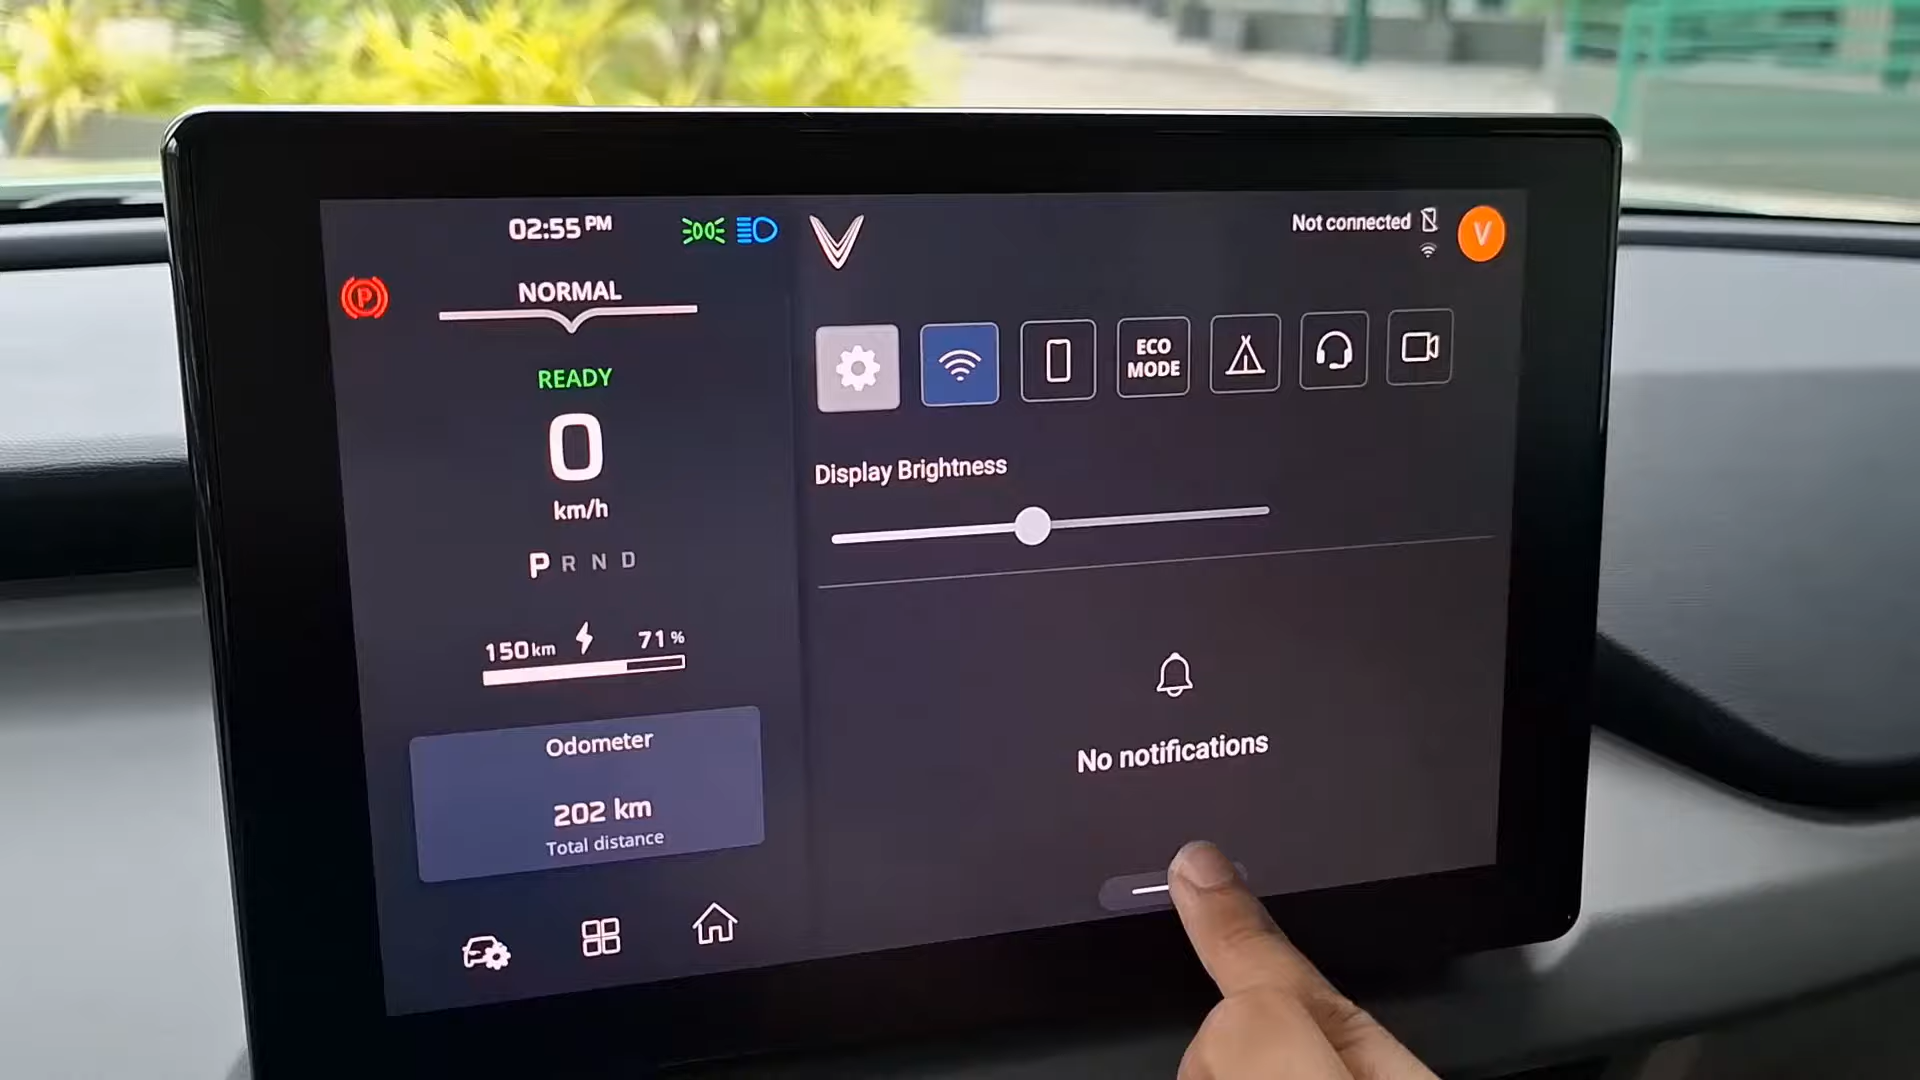 02:55 PM
NORMAL
READY
0
km/h
P R N D
150km 71%
Odometer
202 km
Total distance
Not connected
V
P
ECO
MODE
Display Brightness
No notifications